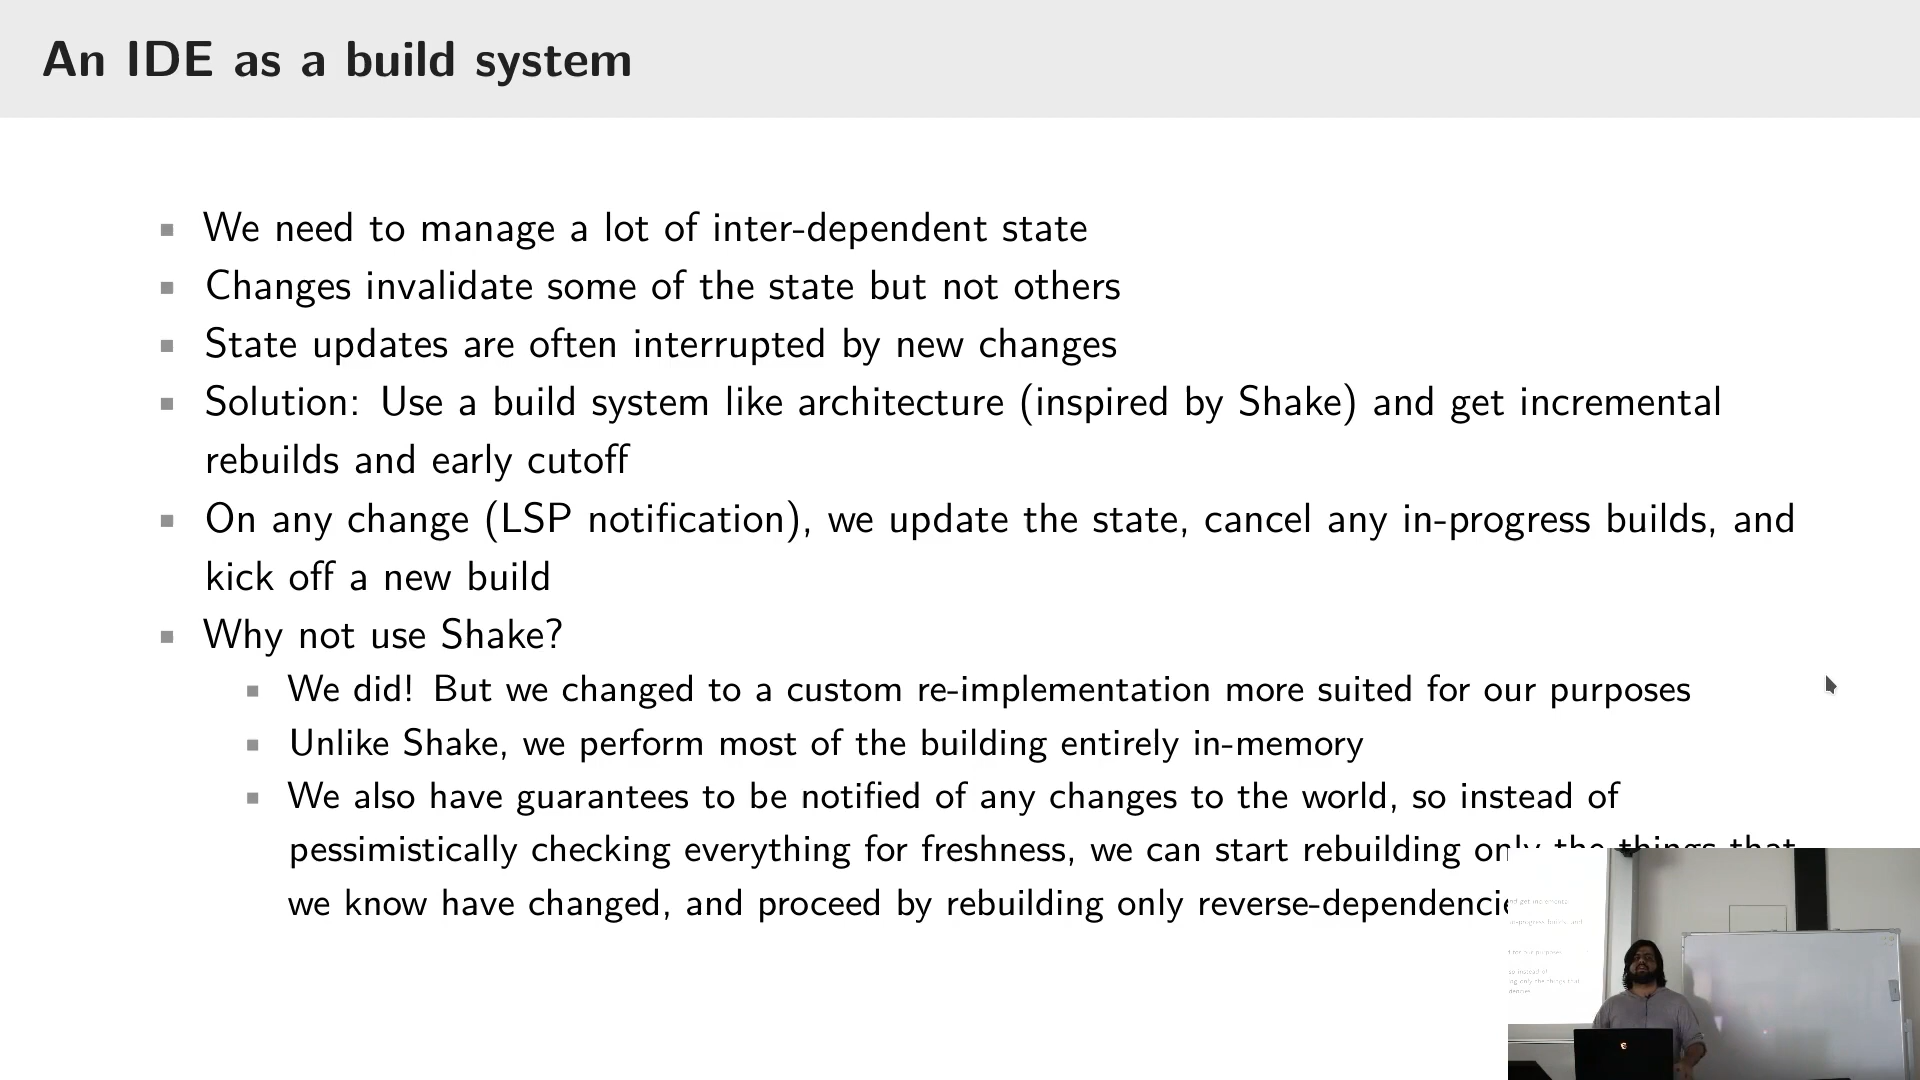 An IDE as a build system
We need to manage a lot of inter-dependent state
Changes invalidate some of the state but not others
State updates are often interrupted by new changes
Solution: Use a build system like architecture (inspired by Shake) and get incremental
rebuilds and early cutoff
On any change (LSP notification), we update the state, cancel any in-progress builds, and
kick off a new build
Why not use Shake?
We did! But we changed to a custom re-implementation more suited for our purposes
Unlike Shake, we perform most of the building entirely in-memory
We also have guarantees to be notified of any changes to the world, so instead of
pessimistically checking everything for freshness, we can start rebuilding only the things that
we know have changed, and proceed by rebuilding only